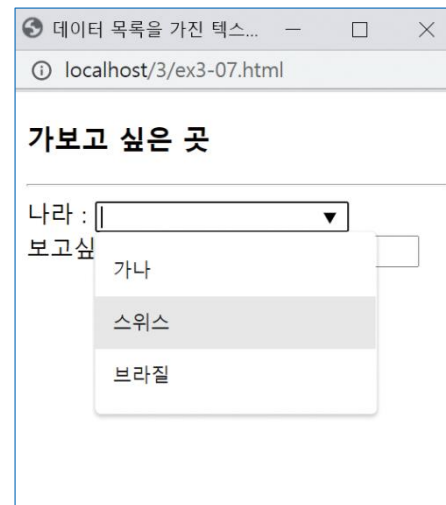 데이터 목록을 가진 텍스...
localhost/3/ex3-07.html
가보고 싶은 곳
나라 :
보고싶
가나
스위스
브라질